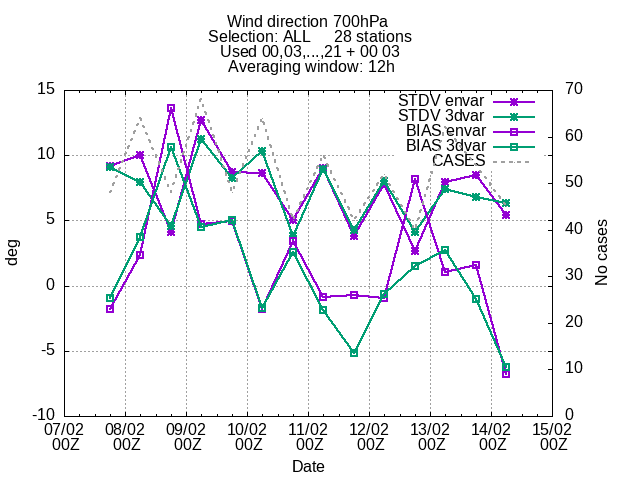 Wind direction 700hPa
Selection: ALL 28 stations
Used 00,03,...,21 + 00 03
Averaging window: 12h
STDV envar
STDV 3dvar
BIAS envar
BIAS 3dvar
CASES
15
10
5
0
-5
-10
deg
70
60
50
40
30
20
10
0
No cases
07/02 08/02 09/02 10/02 11/02 12/02 13/02 14/02 15/02
00Z 00Z 00Z 00Z 00Z 00Z 00Z 00Z 00Z
Date